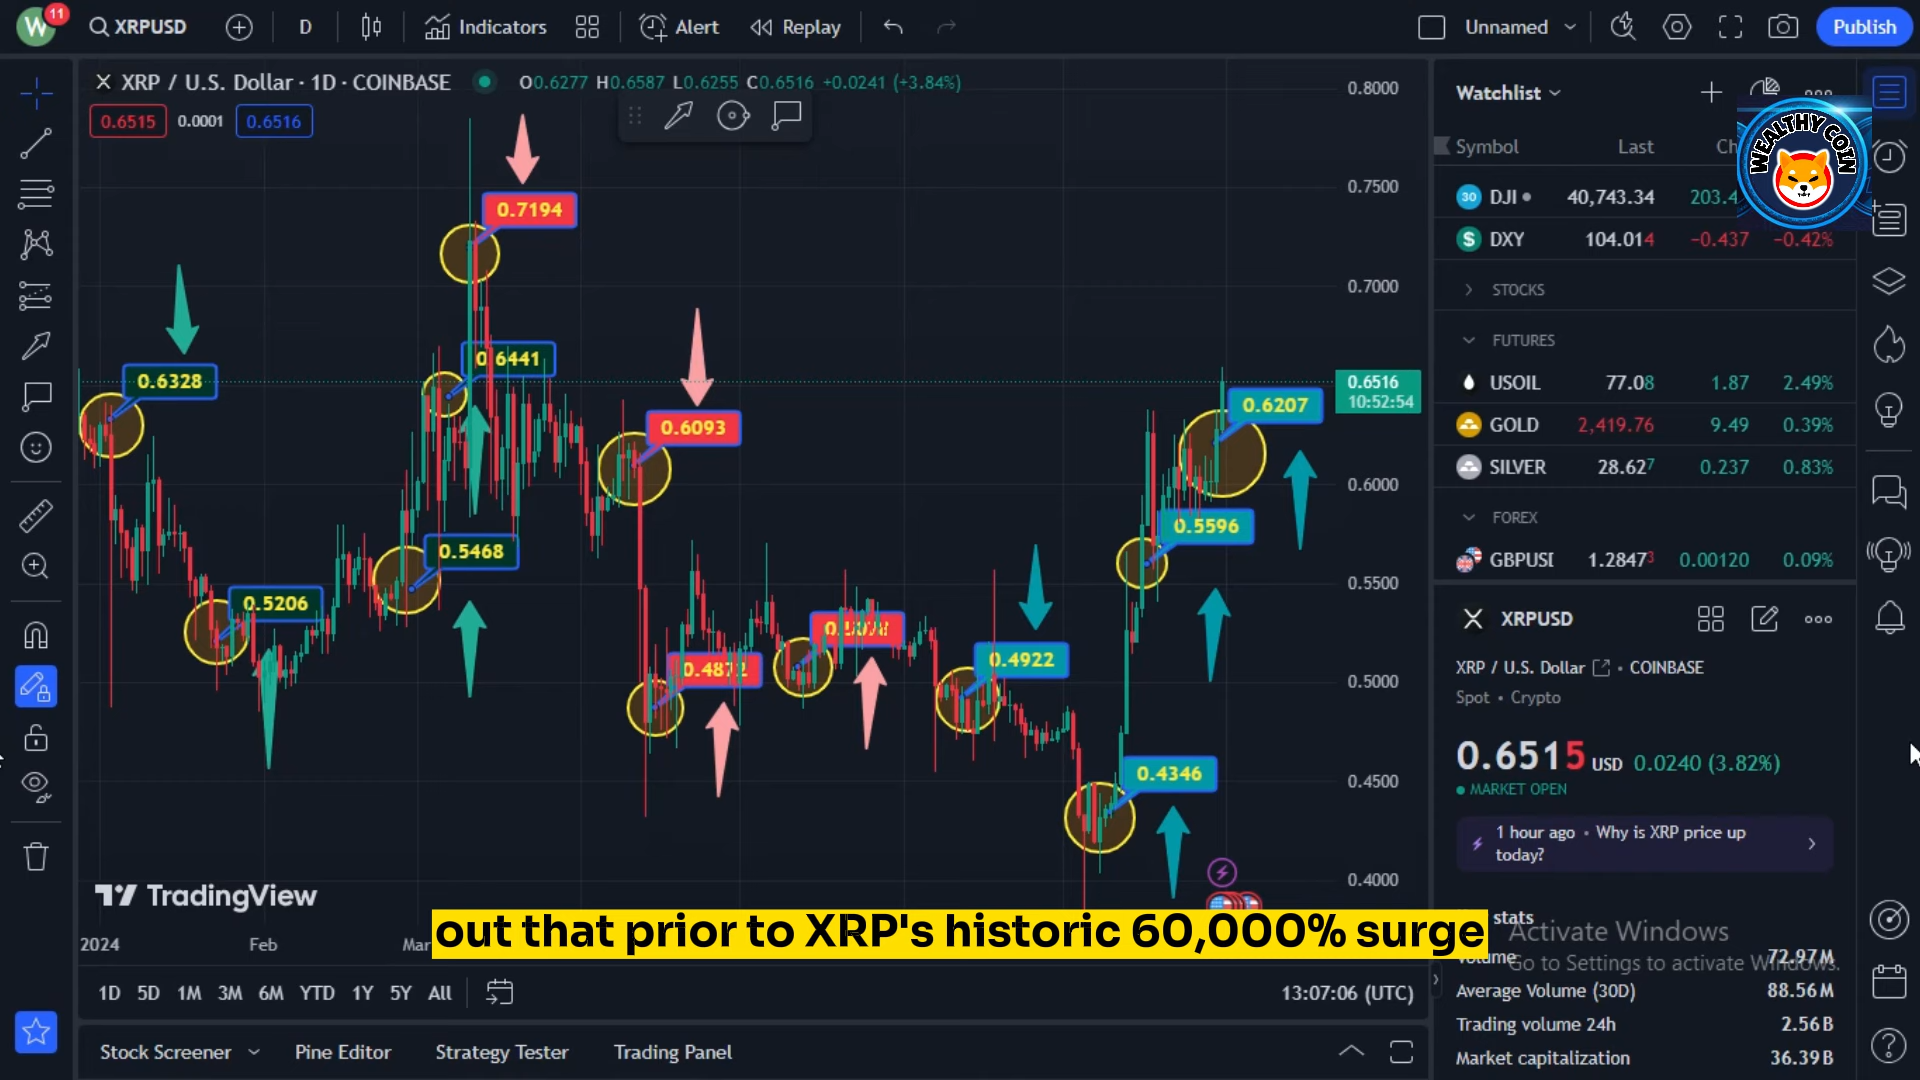 W 11 XRPUSD D Indicators Alert Replay Unnamed Publish
XRP / U.S. Dollar · 1D · COINBASE O0.6277 H0.6587 L0.6255 C0.6516 +0.0241 (+3.84%)
0.6515 0.0001 0.6516
0.8000
0.7500
0.7000
0.6516
10:52:54
0.6000
0.5500
0.5000
0.4500
0.4000
0.7194
0.6441
0.6328
0.6093
0.6207
0.5468
0.5596
0.5206
0.4872
0.4922
0.4346
TradingView
out that prior to XRP's historic 60,000% surge
2024 Feb
1D 5D 1M 3M 6M YTD 1Y 5Y All 13:07:06 (UTC)
Stock Screener Pine Editor Strategy Tester Trading Panel
Watchlist
WEALTHY COIN
Symbol Last
30 DJI 40,743.34
$ DXY 104.014 −0.437 −0.42%
STOCKS
FUTURES
USOIL 77.08 1.87 2.49%
GOLD 2,419.76 9.49 0.39%
SILVER 28.627 0.237 0.83%
FOREX
GBPUSI 1.28473 0.00120 0.09%
XRPUSD
XRP / U.S. Dollar • COINBASE
Spot • Crypto
0.6515 USD 0.0240 (3.82%)
MARKET OPEN
1 hour ago • Why is XRP price up
today?
stats
Activate Windows
Go to Settings to activate Windows.
72.97M
Average Volume (30D) 88.56M
Trading volume 24h 2.56B
Market capitalization 36.39B